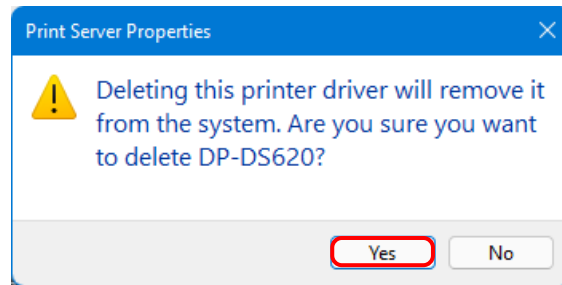 Print Server Properties
Deleting this printer driver will remove it
from the system. Are you sure you want
to delete DP-DS620?
Yes No